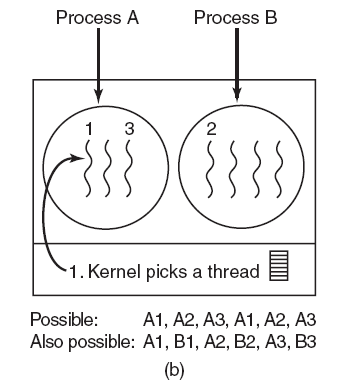 Process A Process B
1 3 2
1. Kernel picks a thread
Possible: A1, A2, A3, A1, A2, A3
Also possible: A1, B1, A2, B2, A3, B3
(b)